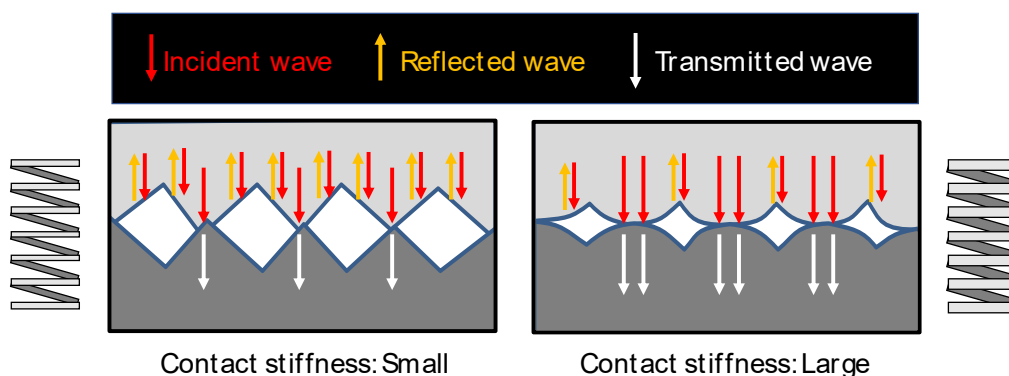 Incident wave Reflected wave Transmitted wave
Contact stiffness: Small Contact stiffness: Large